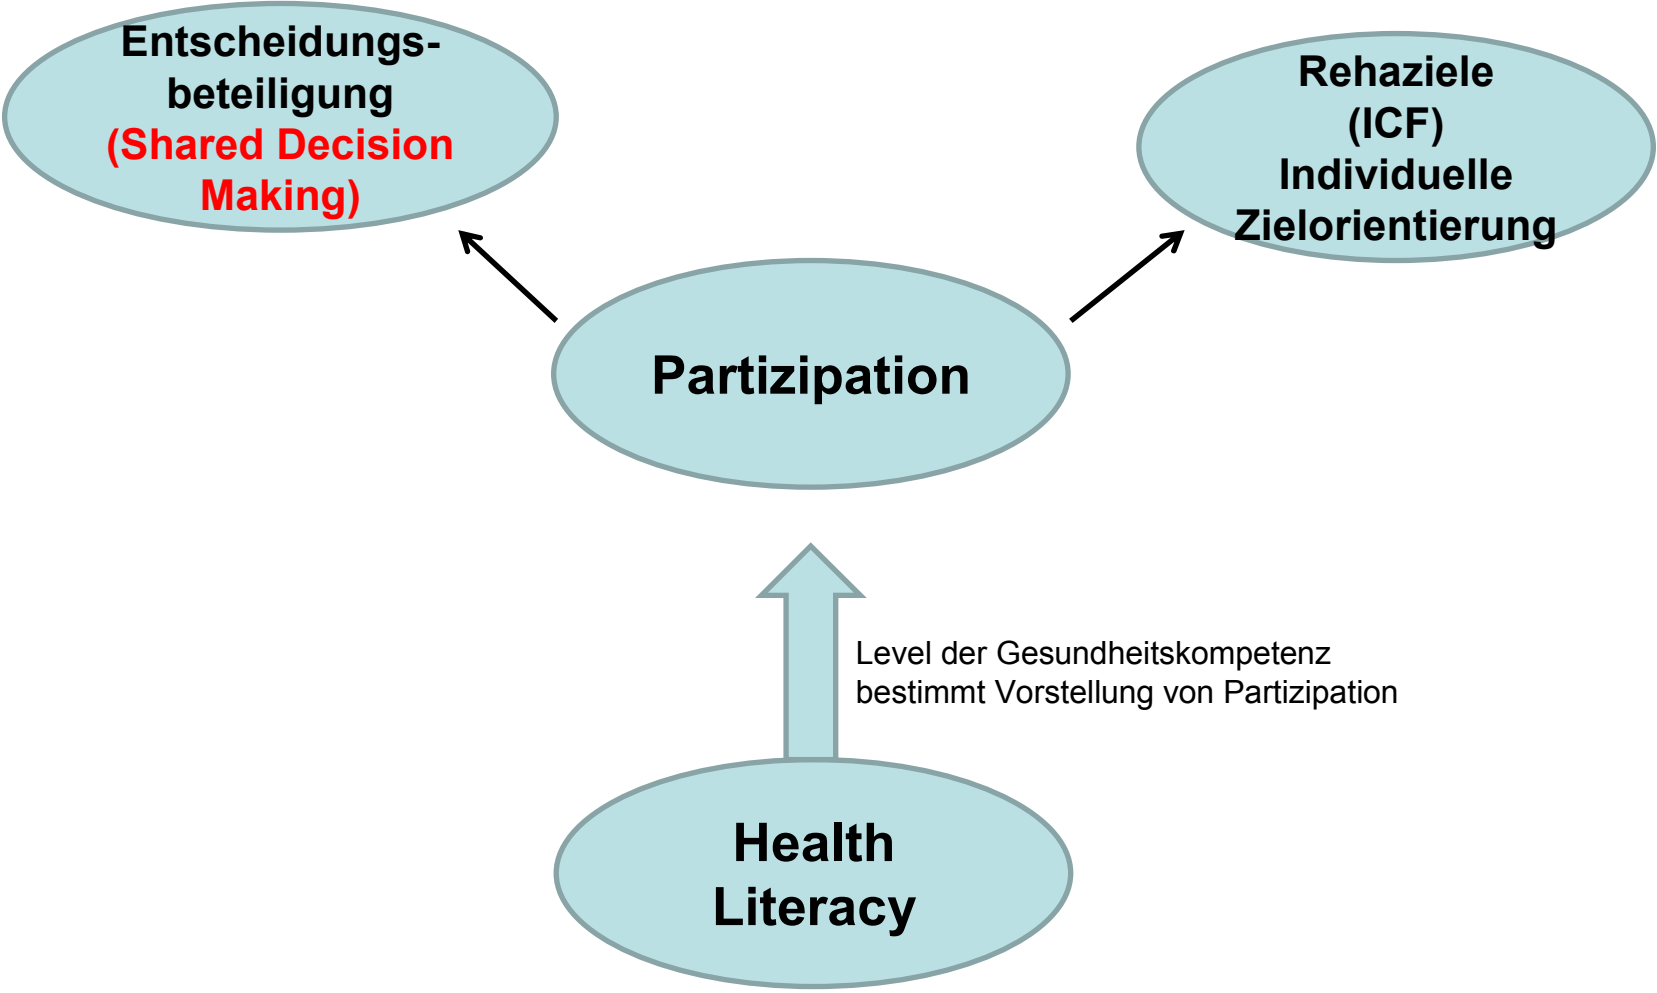 Entscheidungs-
beteiligung
(Shared Decision
Making)
Rehaziele
(ICF)
Individuelle
Zielorientierung
Partizipation
Level der Gesundheitskompetenz
bestimmt Vorstellung von Partizipation
Health
Literacy